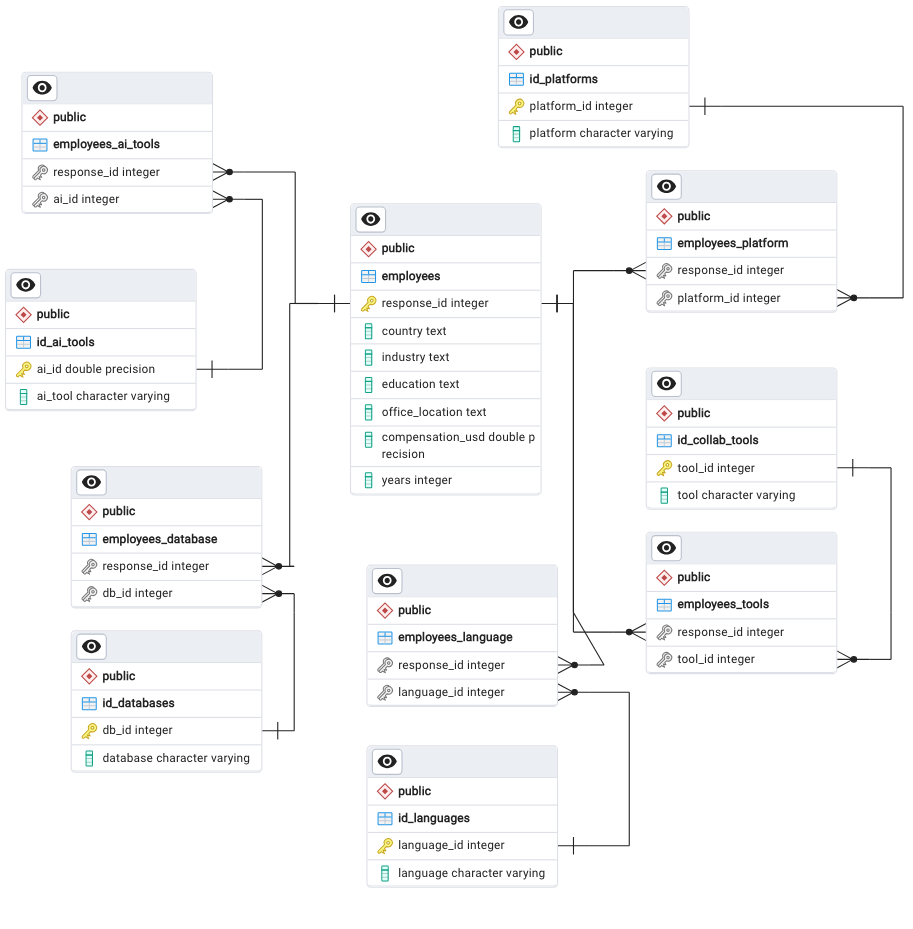 public
id_platforms
platform_id integer
platform character varying
public
employees_ai_tools
response_id integer
ai_id integer
public
employees_platform
response_id integer
platform_id integer
public
employees
response_id integer
country text
industry text
education text
office_location text
compensation_usd double p
recision
years integer
public
id_ai_tools
ai_id double precision
ai_tool character varying
public
id_collab_tools
tool_id integer
tool character varying
public
employees_database
response_id integer
db_id integer
public
employees_tools
response_id integer
tool_id integer
public
employees_language
response_id integer
language_id integer
public
id_databases
db_id integer
database character varying
public
id_languages
language_id integer
language character varying